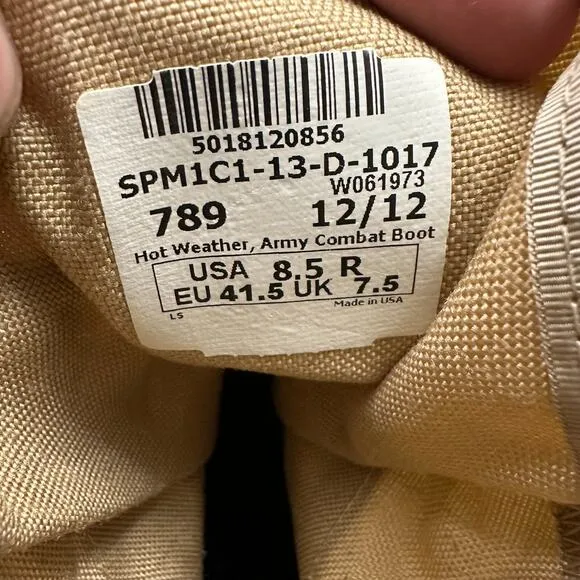 5018120856
SPM1C1-13-D-1017
W061973
789 12/12
Hot Weather, Army Combat Boot
USA 8.5 R
EU 41.5 UK 7.5
LS Made in USA